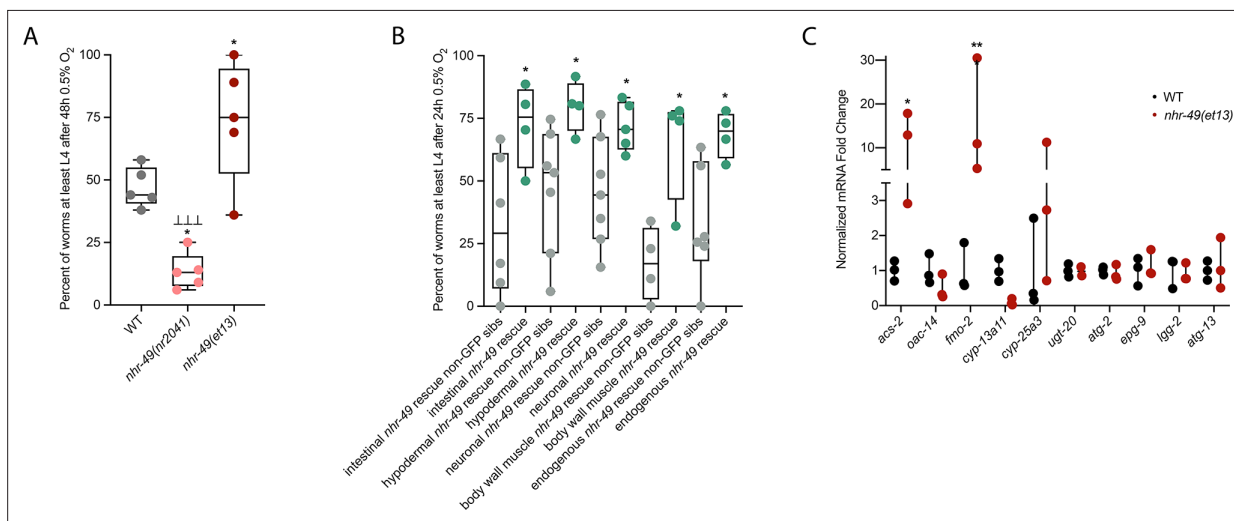 A
Percent of worms at least L4 after 48h 0.5% O2
100
75
50
25
0
*
⊥⊥⊥
*
WT
nhr-49(nr2041)
nhr-49(et13)
B
Percent of worms at least L4 after 24h 0.5% O2
100
75
50
25
0
*
*
*
*
*
intestinal nhr-49 rescue non-GFP sibs
intestinal nhr-49 rescue
hypodermal nhr-49 rescue non-GFP sibs
hypodermal nhr-49 rescue
neuronal nhr-49 rescue non-GFP sibs
neuronal nhr-49 rescue
body wall muscle nhr-49 rescue non-GFP sibs
body wall muscle nhr-49 rescue
endogenous nhr-49 rescue non-GFP sibs
endogenous nhr-49 rescue
C
Normalized mRNA Fold Change
30
20
10
5
4
3
2
1
0
*
**
WT
nhr-49(et13)
acs-2
oac-14
fmo-2
cyp-13a11
cyp-25a3
ugt-20
atg-2
epg-9
lgg-2
atg-13